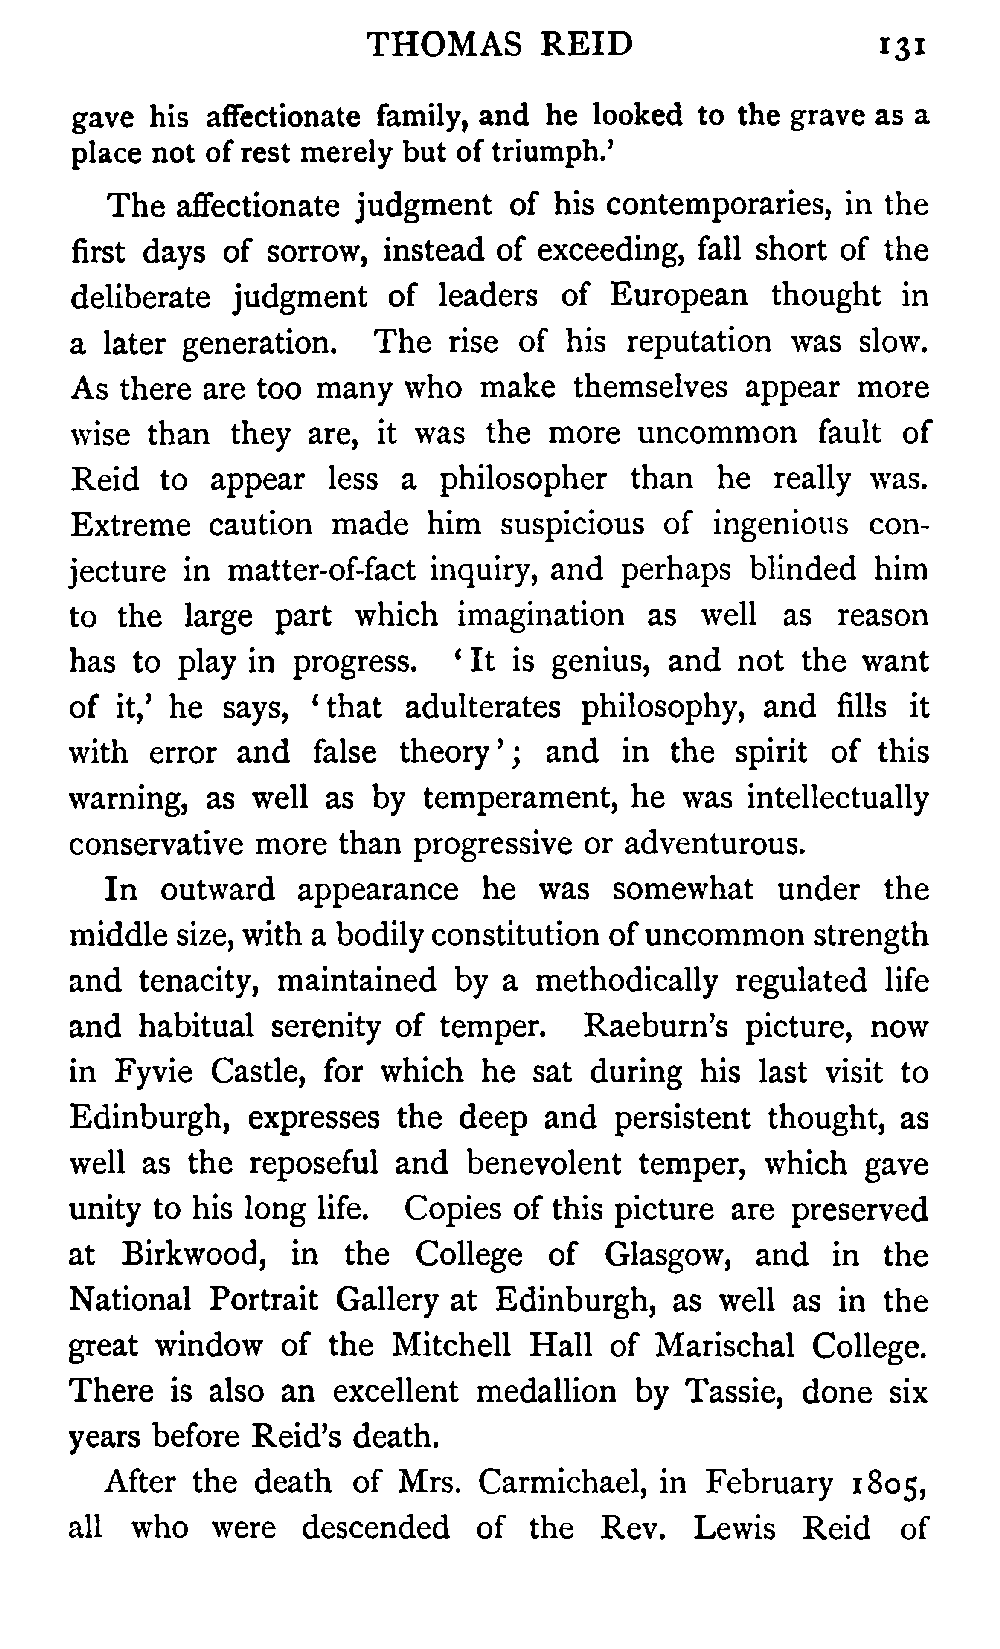 THOMAS REID 131
gave his affectionate family, and he looked to the grave as a
place not of rest merely but of triumph.’
The affectionate judgment of his contemporaries, in the
first days of sorrow, instead of exceeding, fall short of the
deliberate judgment of leaders of European thought in
a later generation. The rise of his reputation was slow.
As there are too many who make themselves appear more
wise than they are, it was the more uncommon fault of
Reid to appear less a philosopher than he really was.
Extreme caution made him suspicious of ingenious con-
jecture in matter-of-fact inquiry, and perhaps blinded him
to the large part which imagination as well as reason
has to play in progress. ‘It is genius, and not the want
of it,’ he says, ‘that adulterates philosophy, and fills it
with error and false theory’; and in the spirit of this
warning, as well as by temperament, he was intellectually
conservative more than progressive or adventurous.
In outward appearance he was somewhat under the
middle size, with a bodily constitution of uncommon strength
and tenacity, maintained by a methodically regulated life
and habitual serenity of temper. Raeburn’s picture, now
in Fyvie Castle, for which he sat during his last visit to
Edinburgh, expresses the deep and persistent thought, as
well as the reposeful and benevolent temper, which gave
unity to his long life. Copies of this picture are preserved
at Birkwood, in the College of Glasgow, and in the
National Portrait Gallery at Edinburgh, as well as in the
great window of the Mitchell Hall of Marischal College.
There is also an excellent medallion by Tassie, done six
years before Reid’s death.
After the death of Mrs. Carmichael, in February 1805,
all who were descended of the Rev. Lewis Reid of